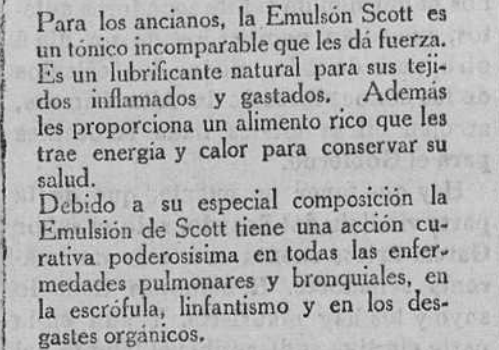 Para los ancianos, la Emulsón Scott es
un tónico incomparable que les dá fuerza.
Es un lubrificante natural para sus teji-
dos inflamados y gastados. Además
les proporciona un alimento rico que les
trae energia y calor para conservar su
salud.
Debido a su especial composición la
Emulsión de Scott tiene una acción cu-
rativa poderosísima en todas las enfer-
medades pulmonares y bronquiales, en
la escrófula, linfantismo y en los des-
gastes orgánicos.